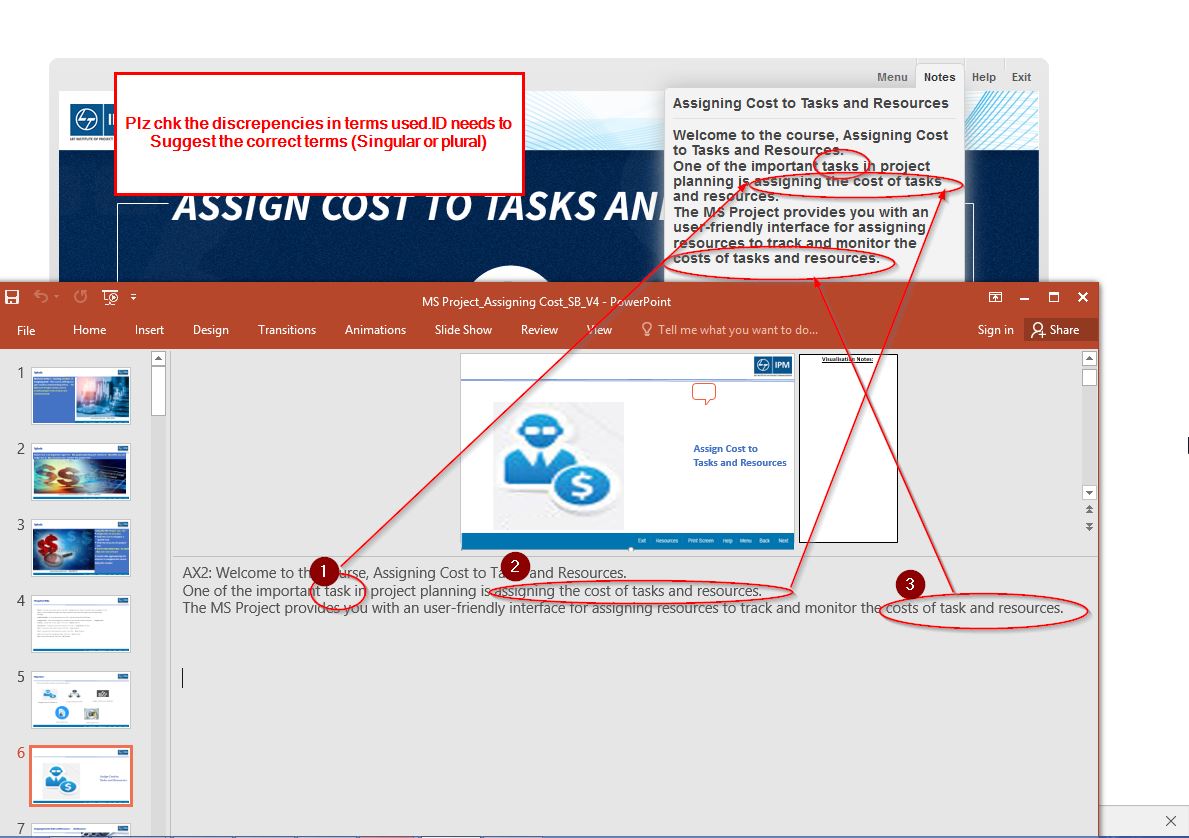 Menu Notes Help Exit
Plz chk the discrepencies in terms used.ID needs to
Suggest the correct terms (Singular or plural)
Assigning Cost to Tasks and Resources
Welcome to the course, Assigning Cost
to Tasks and Resources.
One of the important tasks in project
planning is assigning the cost of tasks
and resources.
The MS Project provides you with an
user-friendly interface for assigning
resources to track and monitor the
costs of tasks and resources.
ASSIGN COST TO TASKS AN
MS Project_Assigning Cost_SB_V4 - PowerPoint
File Home Insert Design Transitions Animations Slide Show Review View Tell me what you want to do... Sign in Share
1
2
3
4
5
6
7
IPM
Visualisation Notes:
Assign Cost to
Tasks and Resources
Exit Resources Print Screen Help Menu Back Next
1
2
3
AX2: Welcome to th urse, Assigning Cost to Ta and Resources.
One of the important task in project planning is assigning the cost of tasks and resources.
The MS Project provides you with an user-friendly interface for assigning resources to track and monitor the costs of task and resources.